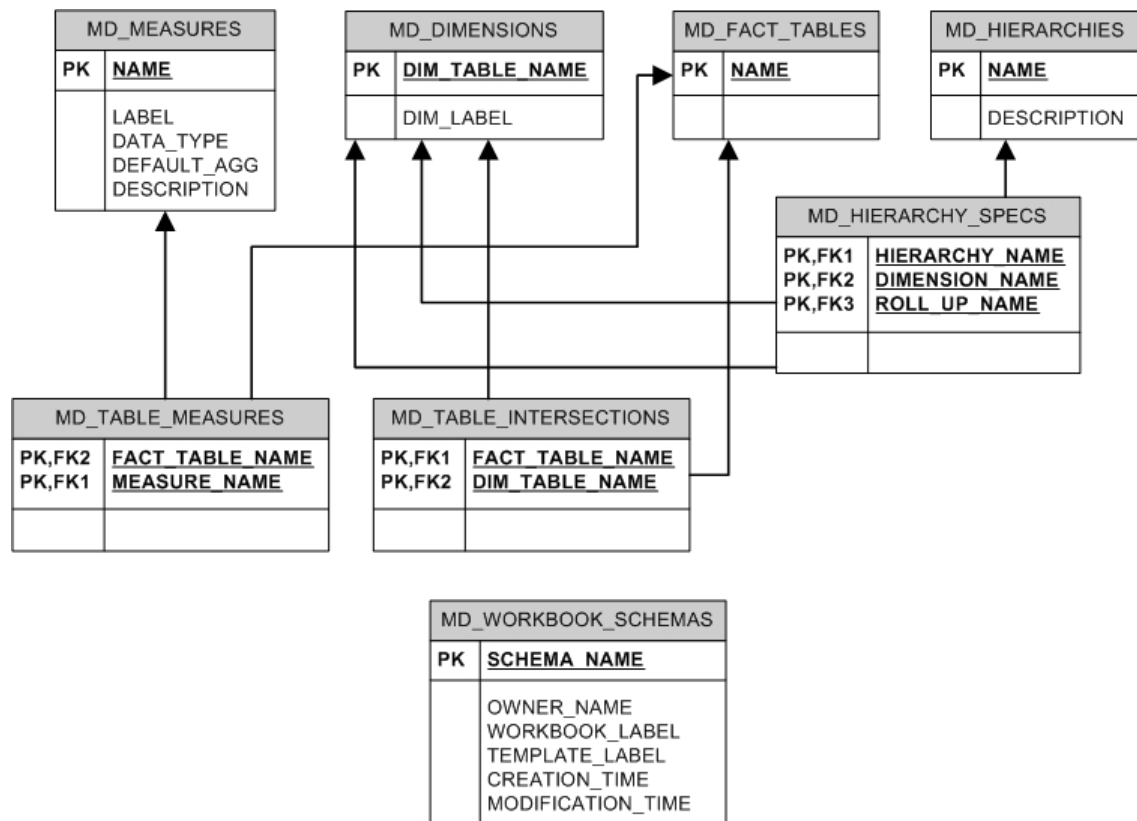 MD_MEASURES
PK NAME
LABEL
DATA_TYPE
DEFAULT_AGG
DESCRIPTION
MD_DIMENSIONS
PK DIM_TABLE_NAME
DIM_LABEL
MD_FACT_TABLES
PK NAME
MD_HIERARCHIES
PK NAME
DESCRIPTION
MD_HIERARCHY_SPECS
PK,FK1 HIERARCHY_NAME
PK,FK2 DIMENSION_NAME
PK,FK3 ROLL_UP_NAME
MD_TABLE_MEASURES
PK,FK2 FACT_TABLE_NAME
PK,FK1 MEASURE_NAME
MD_TABLE_INTERSECTIONS
PK,FK1 FACT_TABLE_NAME
PK,FK2 DIM_TABLE_NAME
MD_WORKBOOK_SCHEMAS
PK SCHEMA_NAME
OWNER_NAME
WORKBOOK_LABEL
TEMPLATE_LABEL
CREATION_TIME
MODIFICATION_TIME